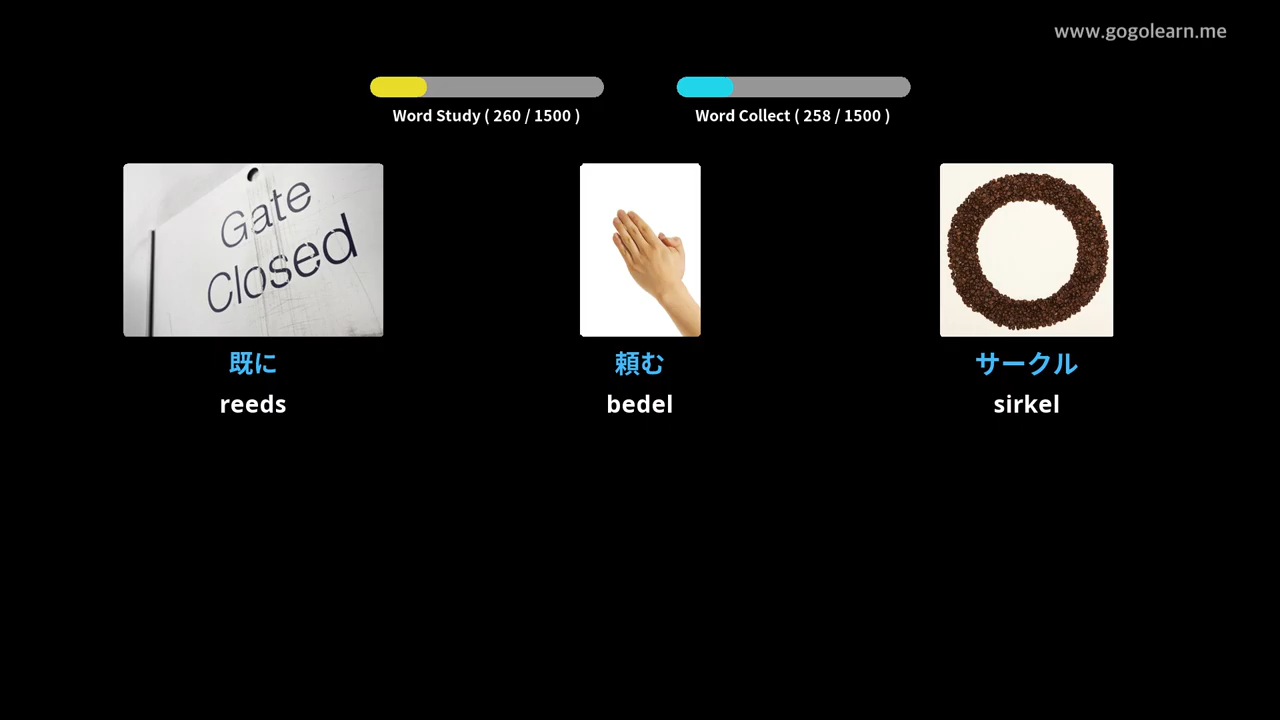 www.gogolearn.me
Word Study ( 260 / 1500 )
Word Collect ( 258 / 1500 )
Gate
Closed
既に
頼む
サークル
reeds
bedel
sirkel